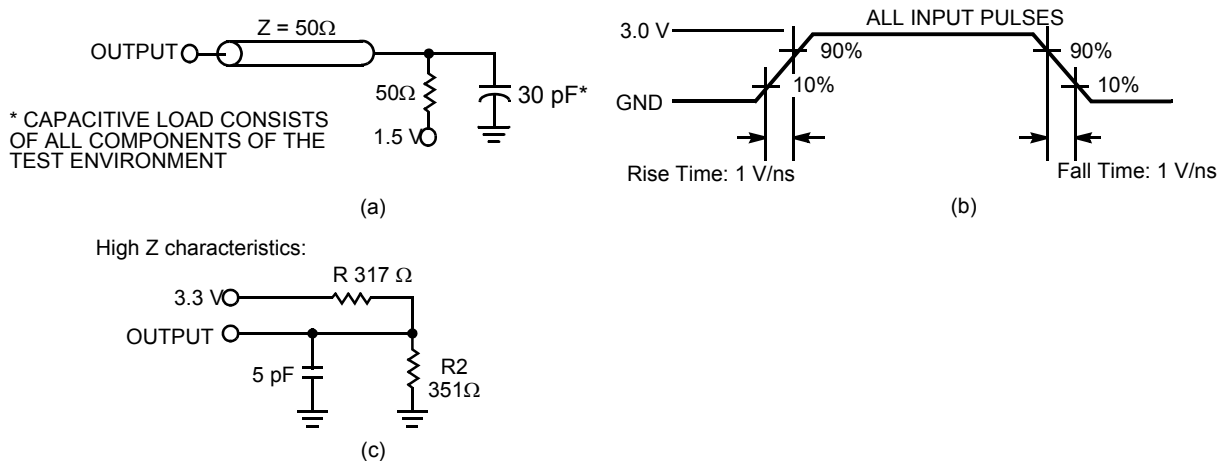 Z = 50Ω
OUTPUT
50Ω
30 pF*
1.5 V
* CAPACITIVE LOAD CONSISTS
OF ALL COMPONENTS OF THE
TEST ENVIRONMENT
(a)
ALL INPUT PULSES
3.0 V
90%
90%
10%
10%
GND
Rise Time: 1 V/ns
Fall Time: 1 V/ns
(b)
High Z characteristics:
R 317 Ω
3.3 V
OUTPUT
5 pF
R2
351Ω
(c)